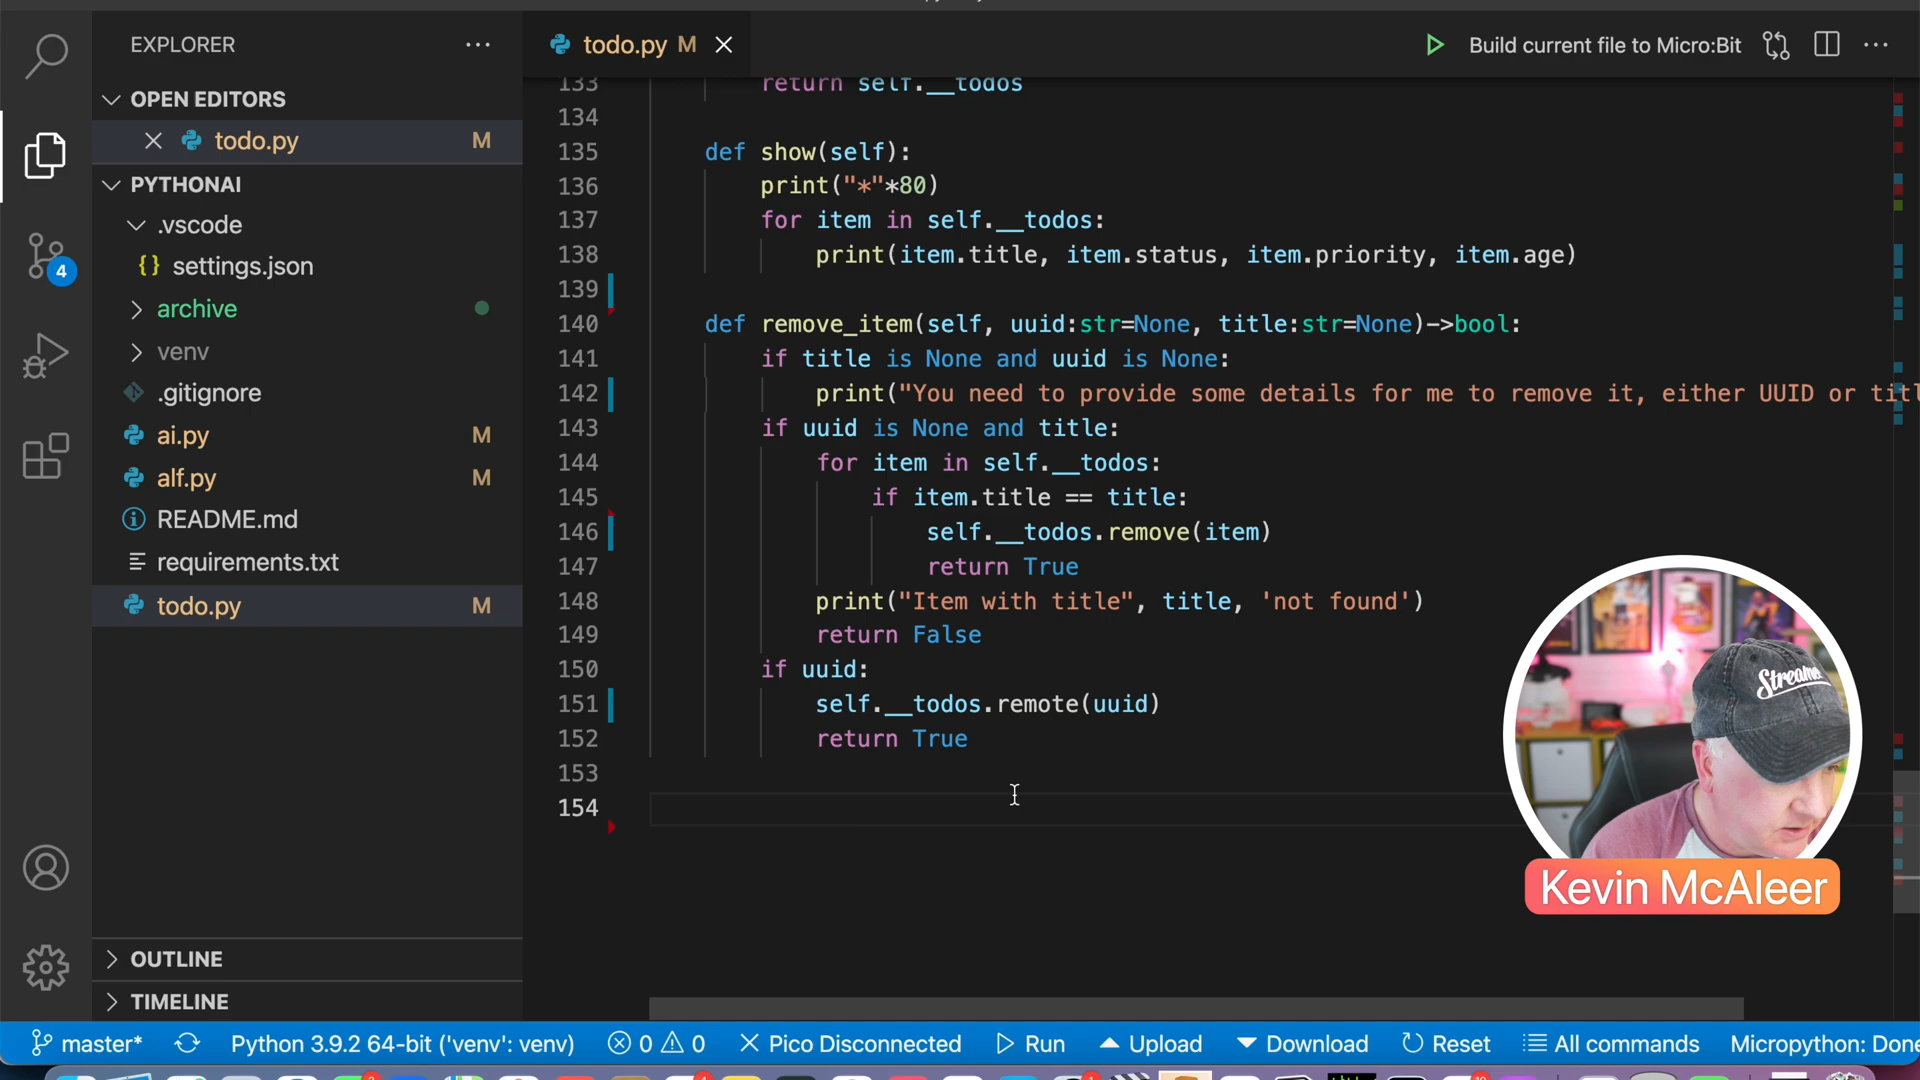 EXPLORER
todo.py M
Build current file to Micro:Bit
OPEN EDITORS
todo.py M
PYTHONAI
.vscode
{} settings.json
archive
venv
.gitignore
ai.py M
alf.py M
README.md
requirements.txt
todo.py M
4
OUTLINE
TIMELINE
133 return self.__todos
134
135 def show(self):
136 print("*"*80)
137 for item in self.__todos:
138 print(item.title, item.status, item.priority, item.age)
139
140 def remove_item(self, uuid:str=None, title:str=None)->bool:
141 if title is None and uuid is None:
142 print("You need to provide some details for me to remove it, either UUID or titl
143 if uuid is None and title:
144 for item in self.__todos:
145 if item.title == title:
146 self.__todos.remove(item)
147 return True
148 print("Item with title", title, 'not found')
149 return False
150 if uuid:
151 self.__todos.remote(uuid)
152 return True
153
154
Streame
Kevin McAleer
master* Python 3.9.2 64-bit ('venv': venv) 0 0 Pico Disconnected Run Upload Download Reset All commands Micropython: Done